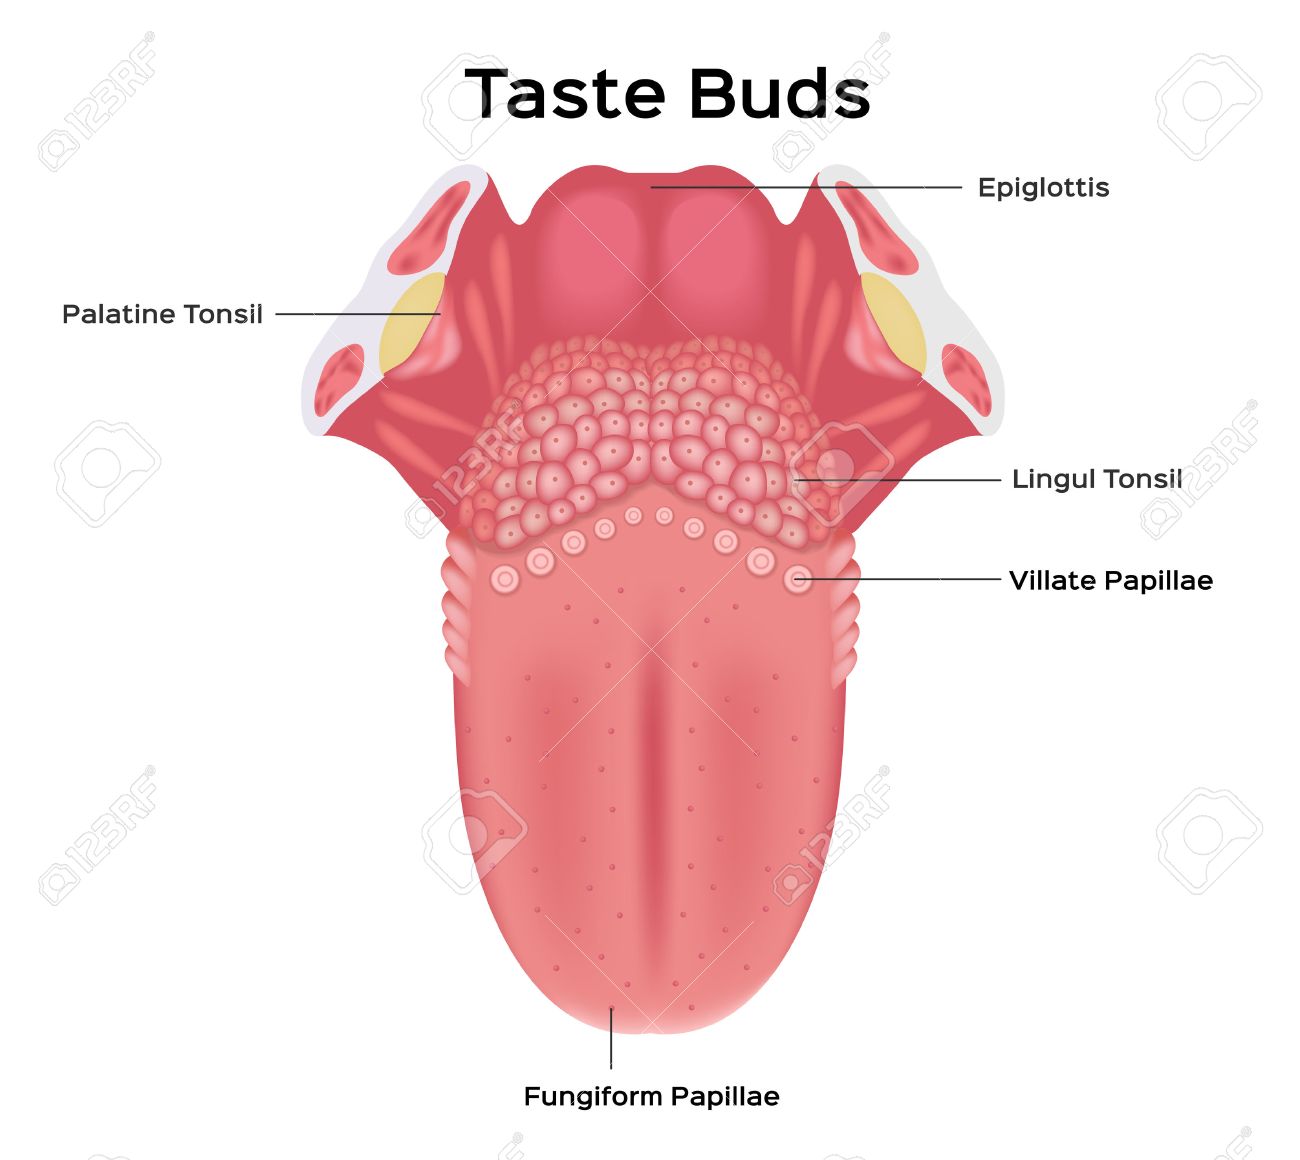 Taste Buds
Epiglottis
Palatine Tonsil
Lingul Tonsil
Villate Papillae
Fungiform Papillae
123RF
123RF
123RF
123RF
123RF
123RF